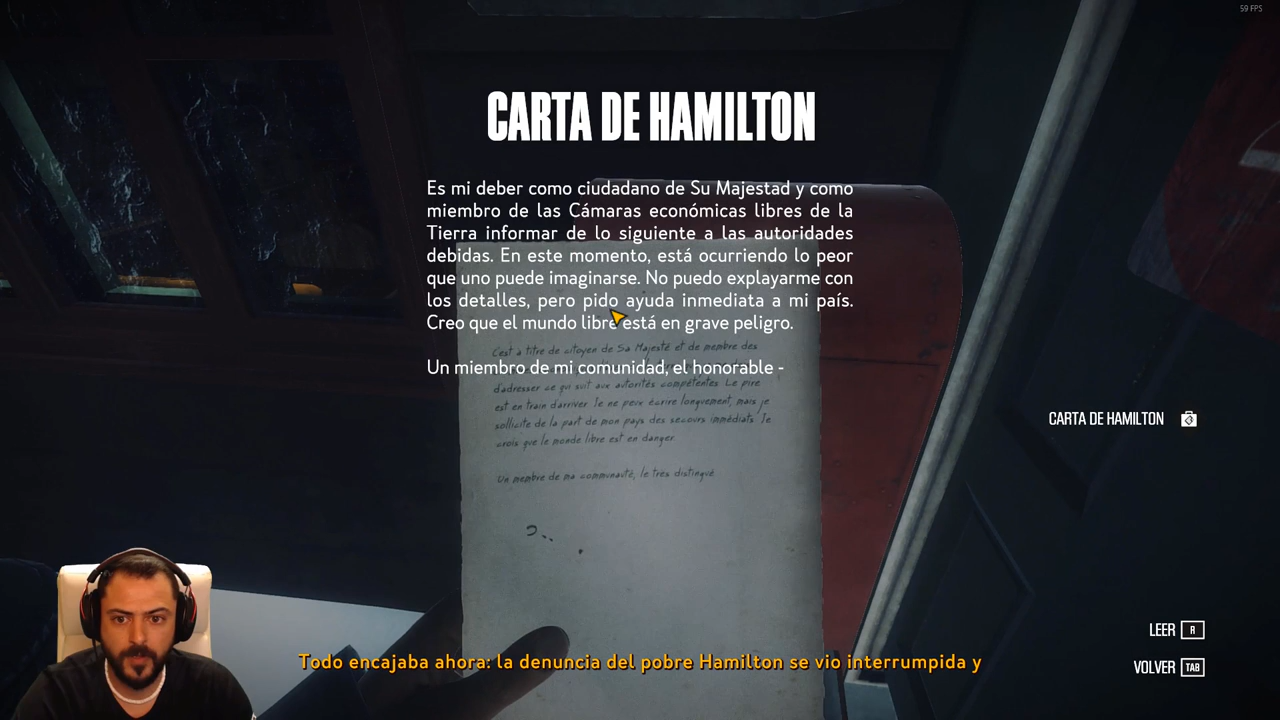 59 FPS
CARTA DE HAMILTON
Es mi deber como ciudadano de Su Majestad y como
miembro de las Cámaras económicas libres de la
Tierra informar de lo siguiente a las autoridades
debidas. En este momento, está ocurriendo lo peor
que uno puede imaginarse. No puedo explayarme con
los detalles, pero pido ayuda inmediata a mi país.
Creo que el mundo libre está en grave peligro.
Un miembro de mi comunidad, el honorable -
C'est à titre de citoyen de Sa Majesté et de membre des
d'adresser ce qui suit aux autorités compétentes. Le pire
est en train d'arriver. Je ne peux écrire longuement, mais je
sollicite de la part de mon pays des secours immédiats. Je
crois que le monde libre est en danger
Un membre de ma communauté, le très distingué
CARTA DE HAMILTON
LEER R
VOLVER TAB
Todo encajaba ahora: la denuncia del pobre Hamilton se vio interrumpida y